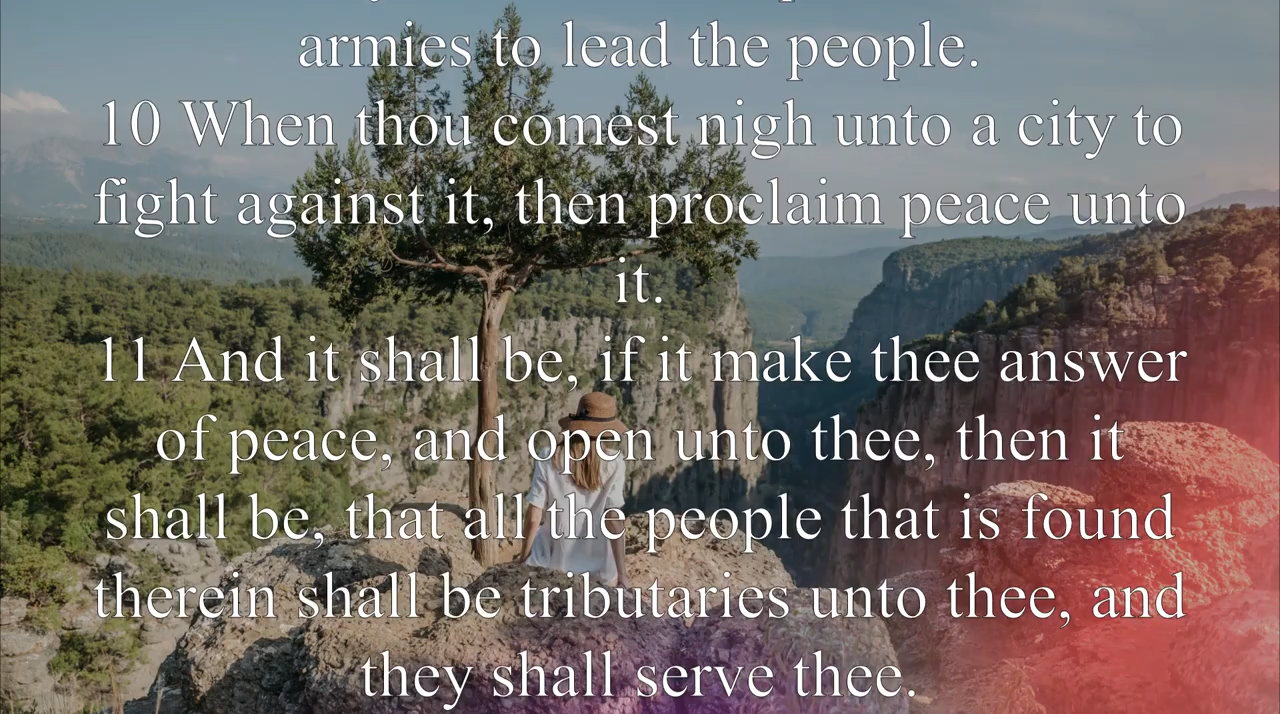 armies to lead the people.
10 When thou comest nigh unto a city to
fight against it, then proclaim peace unto
it.
11 And it shall be, if it make thee answer
of peace, and open unto thee, then it
shall be, that all the people that is found
therein shall be tributaries unto thee, and
they shall serve thee.